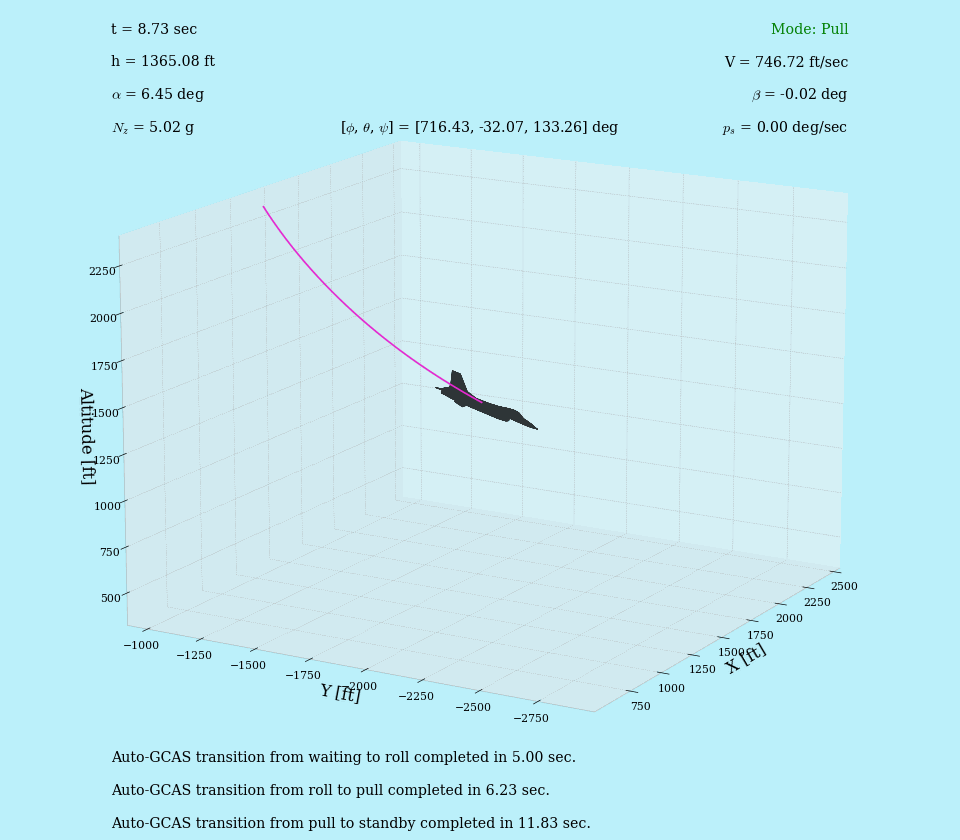 t = 8.73 sec
Mode: Pull
h = 1365.08 ft
V = 746.72 ft/sec
α = 6.45 deg
β = -0.02 deg
N_z = 5.02 g
[ϕ, θ, ψ] = [716.43, -32.07, 133.26] deg
p_s = 0.00 deg/sec
2250
2000
1750
1500
1250
1000
750
500
Altitude [ft]
−1000
−1250
−1500
−1750
−2000
−2250
−2500
−2750
Y [ft]
750
1000
1250
1500
1750
2000
2250
2500
X [ft]
Auto-GCAS transition from waiting to roll completed in 5.00 sec.
Auto-GCAS transition from roll to pull completed in 6.23 sec.
Auto-GCAS transition from pull to standby completed in 11.83 sec.